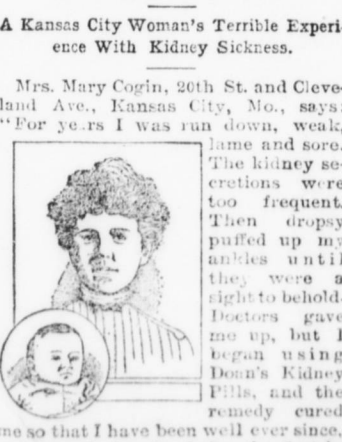 A Kansas City Woman's Terrible Experi-
ence With Kidney Sickness.
Mrs. Mary Cogin, 20th St. and Cleve-
land Ave., Kansas City, Mo., says:
"For years I was run down, weak,
lame and sore.
The kidney se-
cretions were
too frequent.
Then dropsy
puffed up my
ankles until
they were a
sight to behold.
Doctors gave
me up, but I
began using
Doan's Kidney
Pills, and the
remedy cured
me so that I have been well ever since.